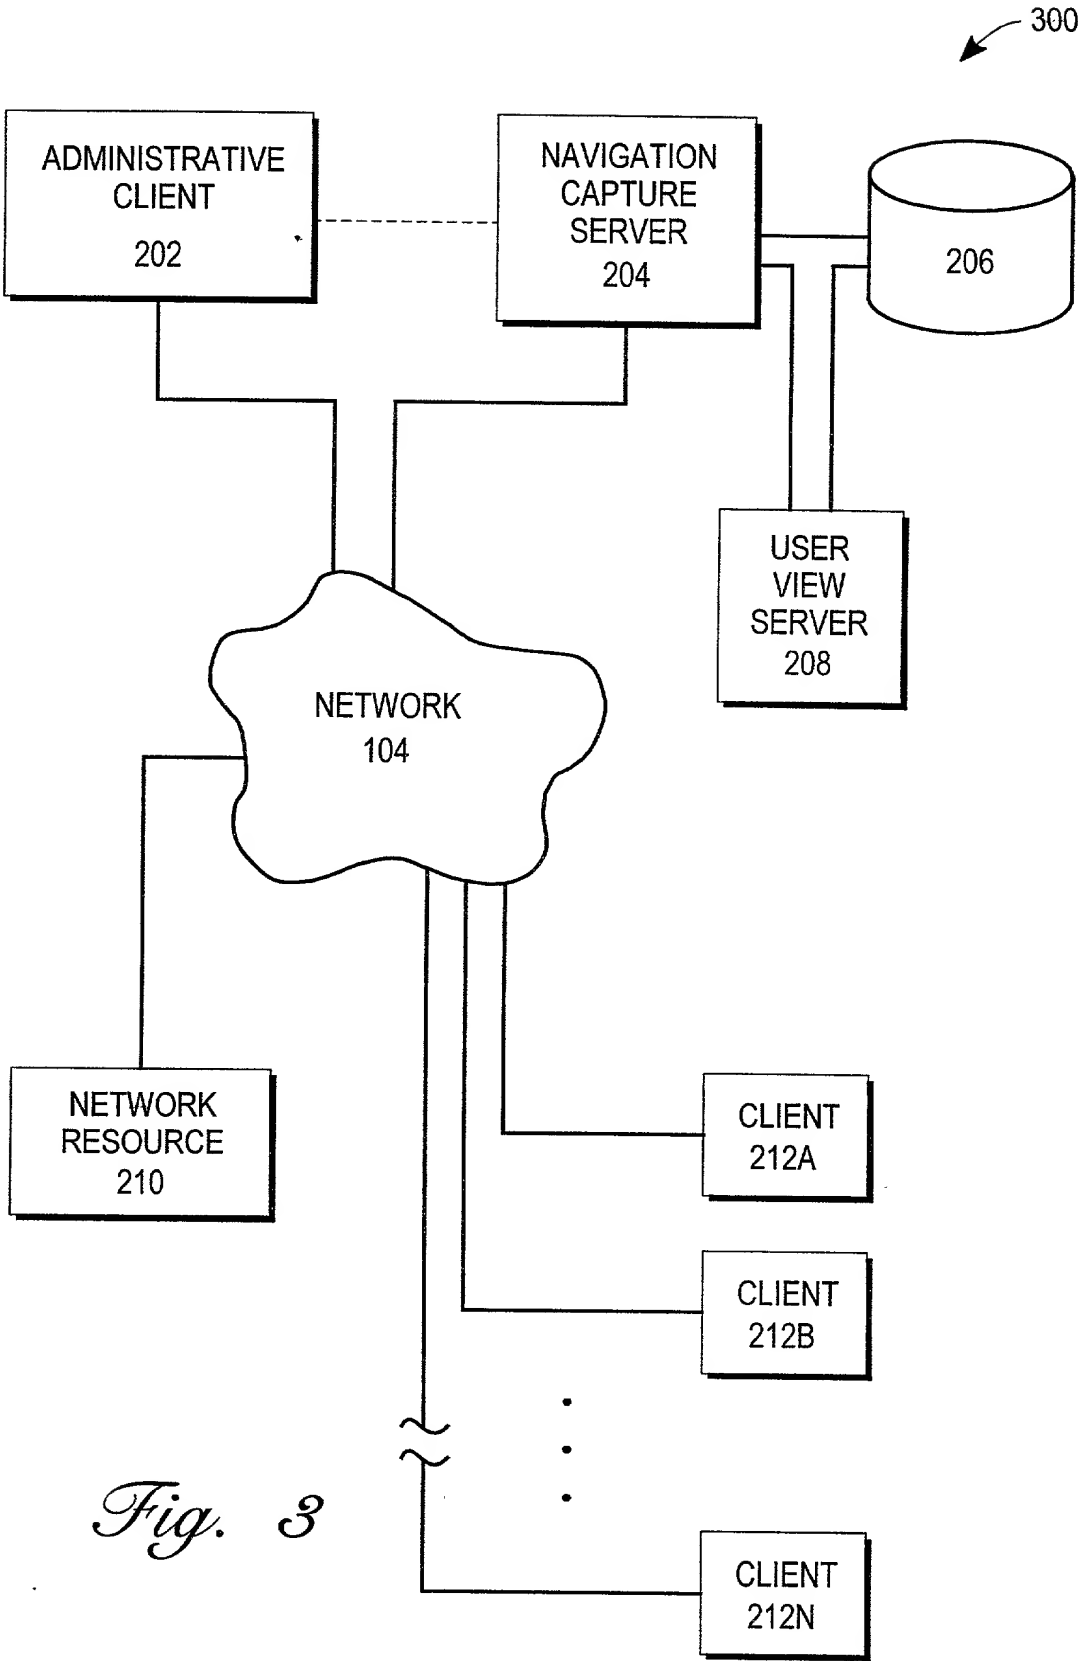 300
ADMINISTRATIVE
CLIENT
202
NAVIGATION
CAPTURE
SERVER
204
206
USER
VIEW
SERVER
208
NETWORK
104
NETWORK
RESOURCE
210
CLIENT
212A
CLIENT
212B
CLIENT
212N
Fig. 3